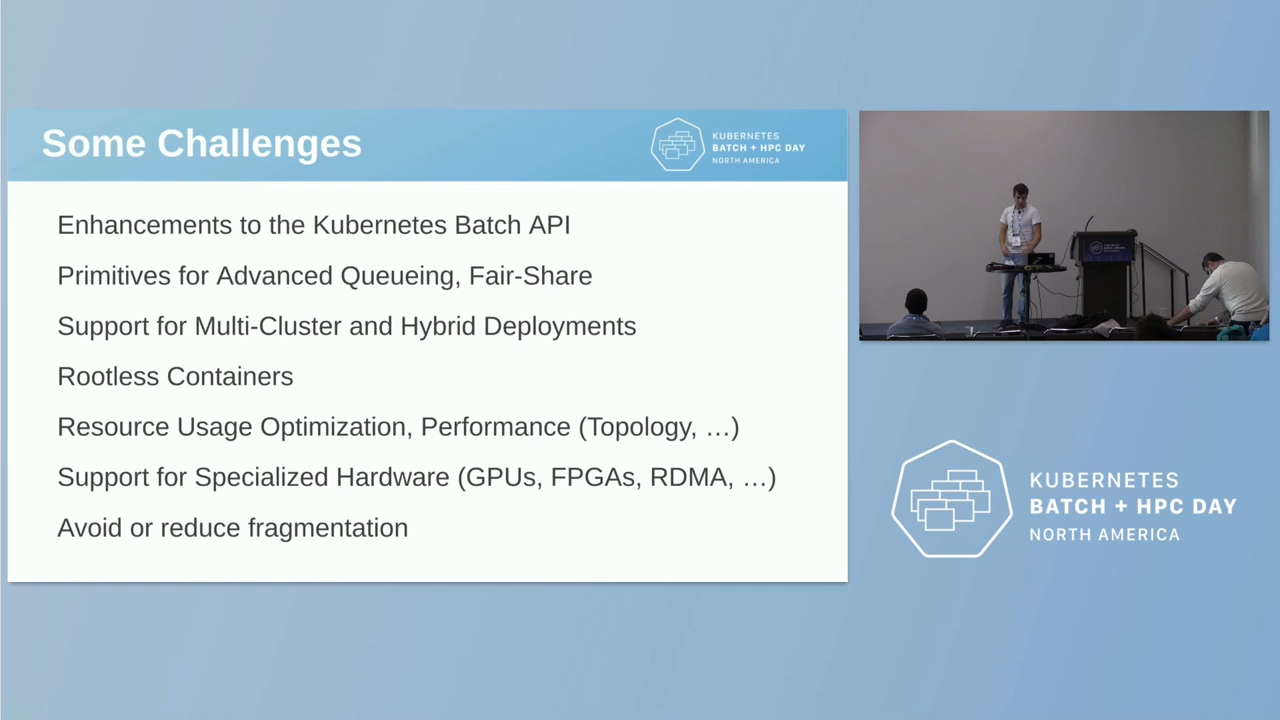 Some Challenges
KUBERNETES
BATCH + HPC DAY
NORTH AMERICA
Enhancements to the Kubernetes Batch API
Primitives for Advanced Queueing, Fair-Share
Support for Multi-Cluster and Hybrid Deployments
Rootless Containers
Resource Usage Optimization, Performance (Topology, …)
Support for Specialized Hardware (GPUs, FPGAs, RDMA, …)
Avoid or reduce fragmentation
KUBERNETES
BATCH + HPC DAY
NORTH AMERICA